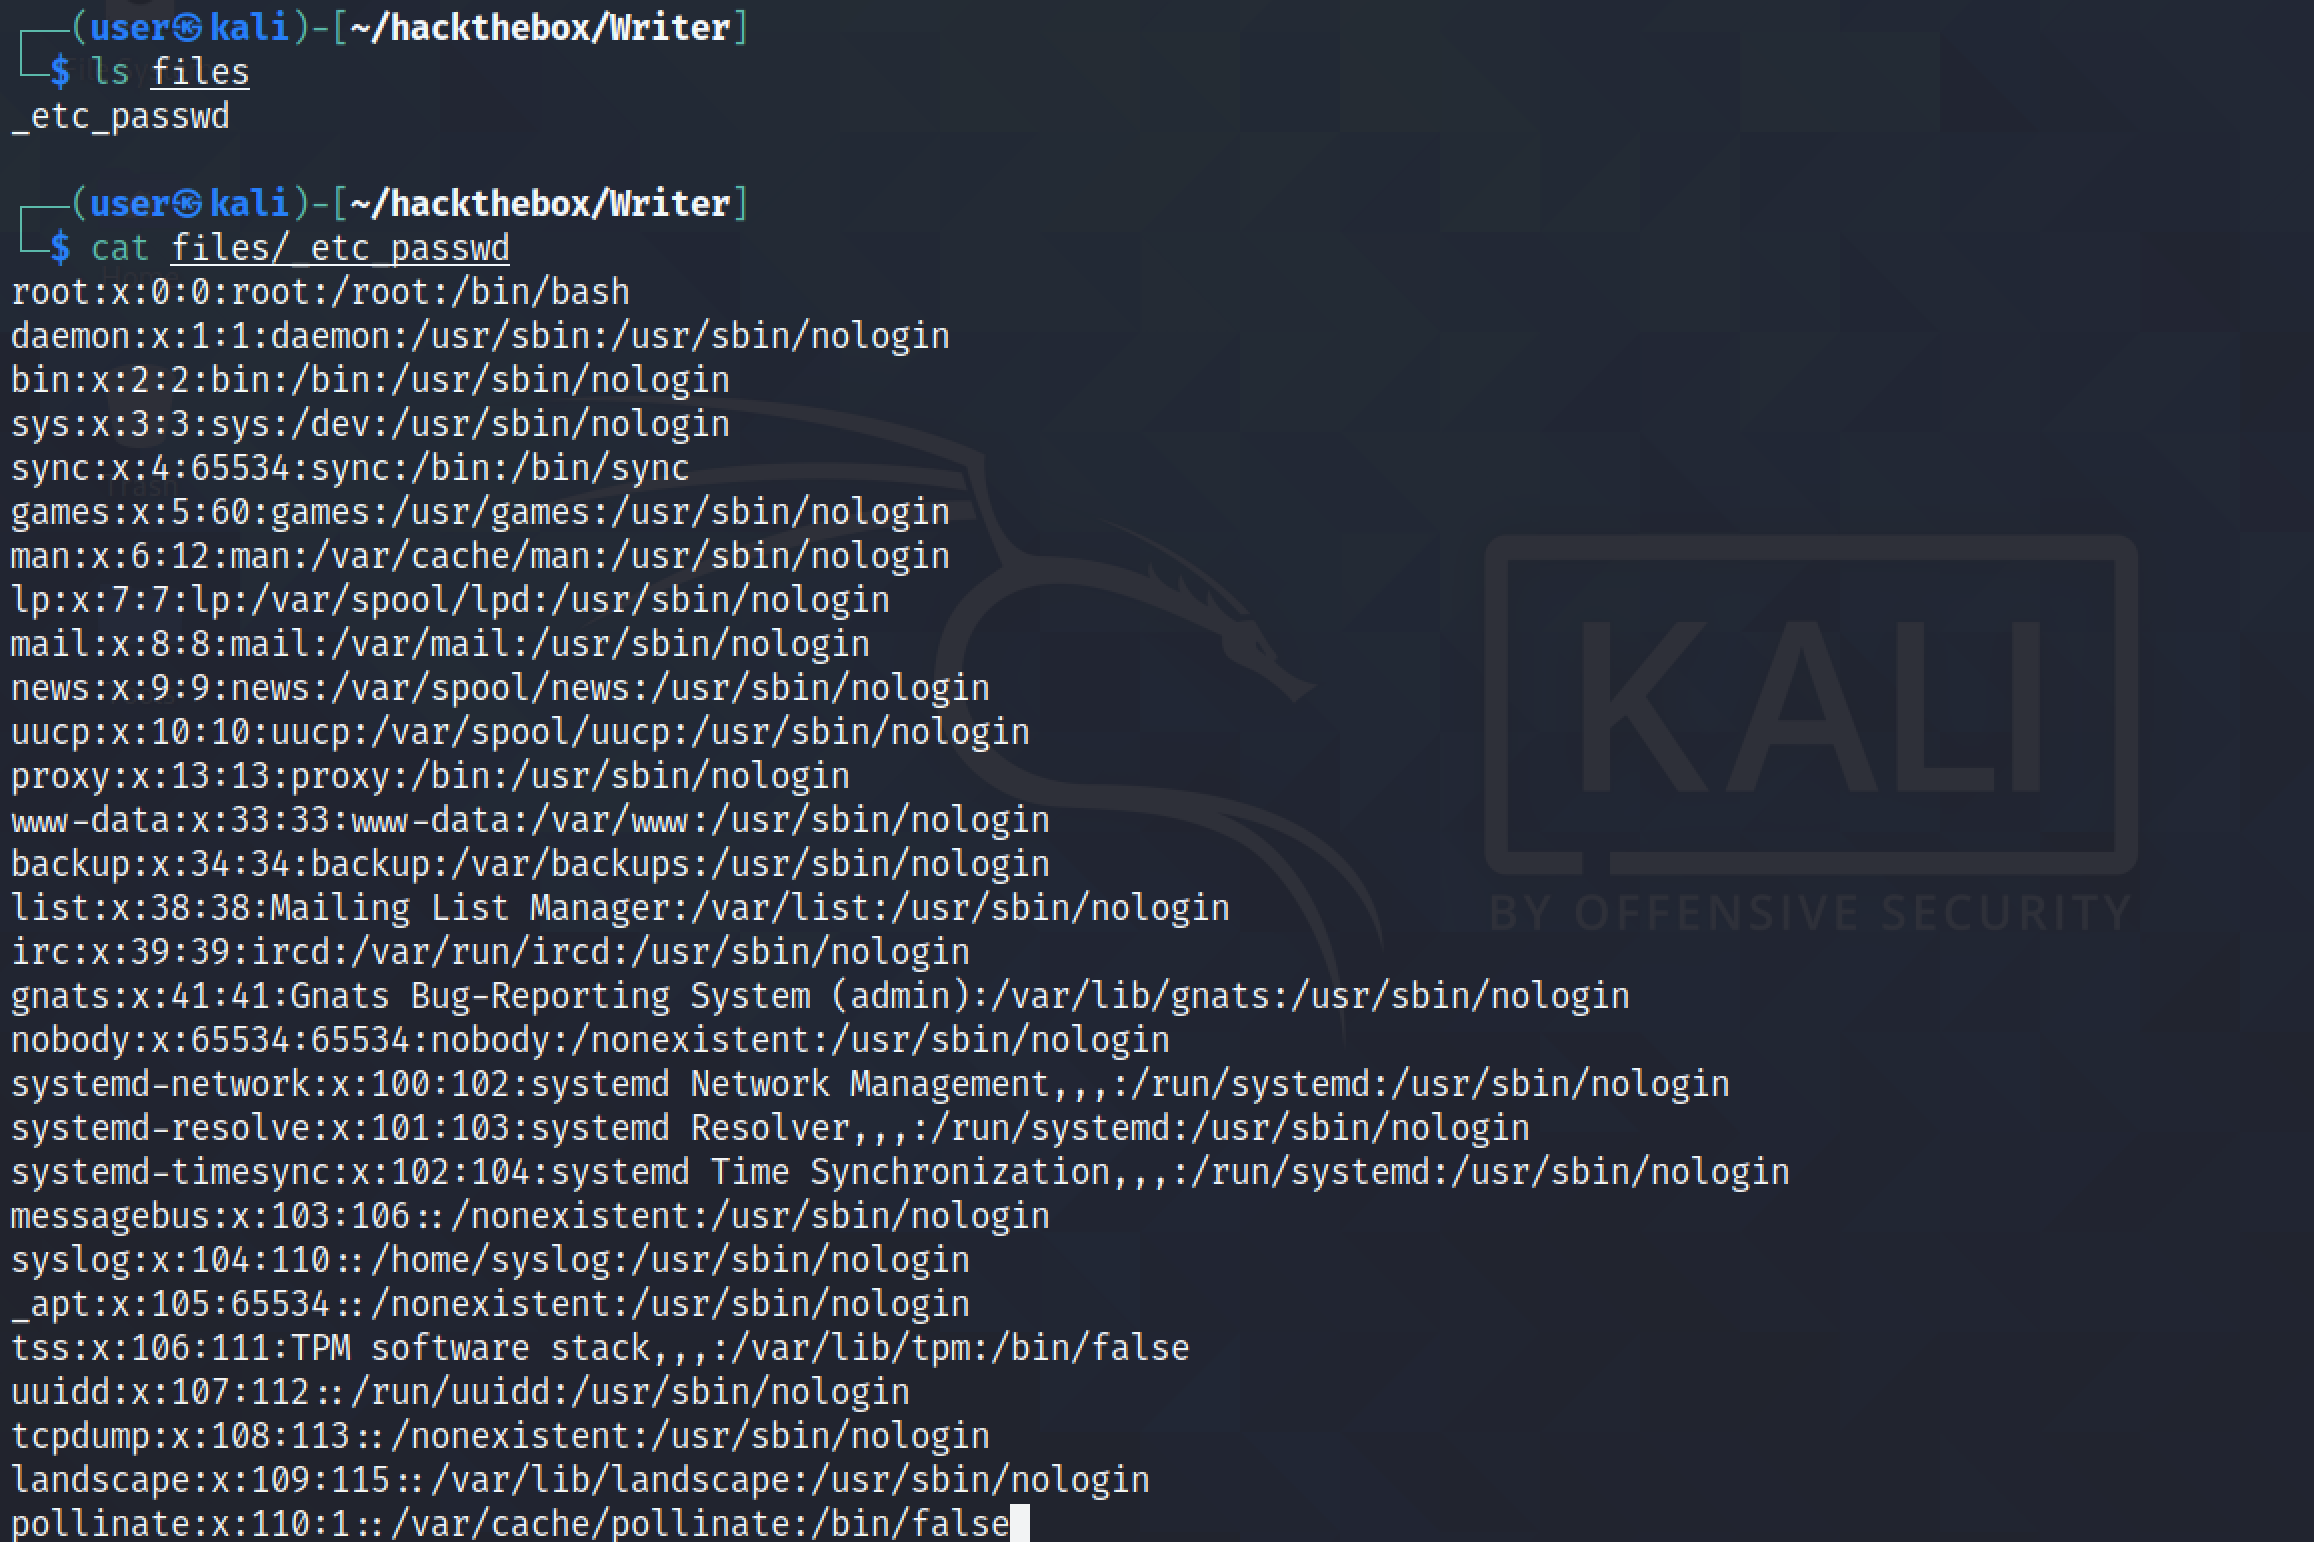 (user㉿kali)-[~/hackthebox/Writer]
$ ls files
_etc_passwd
(user㉿kali)-[~/hackthebox/Writer]
$ cat files/_etc_passwd
root:x:0:0:root:/root:/bin/bash
daemon:x:1:1:daemon:/usr/sbin:/usr/sbin/nologin
bin:x:2:2:bin:/bin:/usr/sbin/nologin
sys:x:3:3:sys:/dev:/usr/sbin/nologin
sync:x:4:65534:sync:/bin:/bin/sync
games:x:5:60:games:/usr/games:/usr/sbin/nologin
man:x:6:12:man:/var/cache/man:/usr/sbin/nologin
lp:x:7:7:lp:/var/spool/lpd:/usr/sbin/nologin
mail:x:8:8:mail:/var/mail:/usr/sbin/nologin
news:x:9:9:news:/var/spool/news:/usr/sbin/nologin
uucp:x:10:10:uucp:/var/spool/uucp:/usr/sbin/nologin
proxy:x:13:13:proxy:/bin:/usr/sbin/nologin
www-data:x:33:33:www-data:/var/www:/usr/sbin/nologin
backup:x:34:34:backup:/var/backups:/usr/sbin/nologin
list:x:38:38:Mailing List Manager:/var/list:/usr/sbin/nologin
irc:x:39:39:ircd:/var/run/ircd:/usr/sbin/nologin
gnats:x:41:41:Gnats Bug-Reporting System (admin):/var/lib/gnats:/usr/sbin/nologin
nobody:x:65534:65534:nobody:/nonexistent:/usr/sbin/nologin
systemd-network:x:100:102:systemd Network Management,,,:/run/systemd:/usr/sbin/nologin
systemd-resolve:x:101:103:systemd Resolver,,,:/run/systemd:/usr/sbin/nologin
systemd-timesync:x:102:104:systemd Time Synchronization,,,:/run/systemd:/usr/sbin/nologin
messagebus:x:103:106::/nonexistent:/usr/sbin/nologin
syslog:x:104:110::/home/syslog:/usr/sbin/nologin
_apt:x:105:65534::/nonexistent:/usr/sbin/nologin
tss:x:106:111:TPM software stack,,,:/var/lib/tpm:/bin/false
uuidd:x:107:112::/run/uuidd:/usr/sbin/nologin
tcpdump:x:108:113::/nonexistent:/usr/sbin/nologin
landscape:x:109:115::/var/lib/landscape:/usr/sbin/nologin
pollinate:x:110:1::/var/cache/pollinate:/bin/false
KALI
BY OFFENSIVE SECURITY
Home
Trash